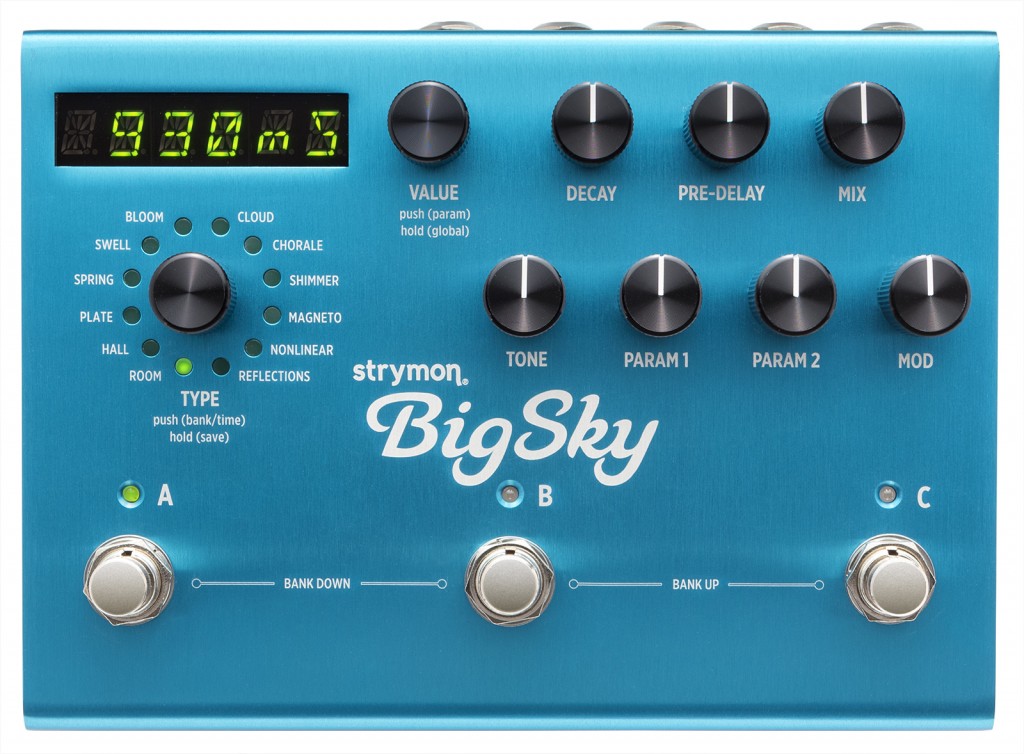 930mS
VALUE
push (param)
hold (global)
DECAY
PRE-DELAY
MIX
BLOOM
CLOUD
SWELL
CHORALE
SPRING
SHIMMER
PLATE
MAGNETO
HALL
NONLINEAR
ROOM
REFLECTIONS
TYPE
push (bank/time)
hold (save)
TONE
PARAM 1
PARAM 2
MOD
strymon®
BigSky
A
B
C
BANK DOWN
BANK UP